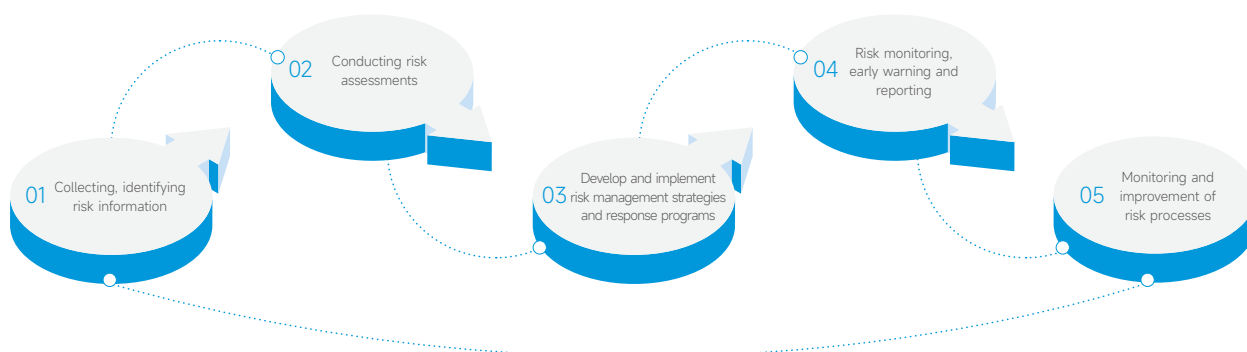 01
Collecting, identifying
risk information
02
Conducting risk
assessments
03
Develop and implement
risk management strategies
and response programs
04
Risk monitoring,
early warning and
reporting
05
Monitoring and
improvement of
risk processes